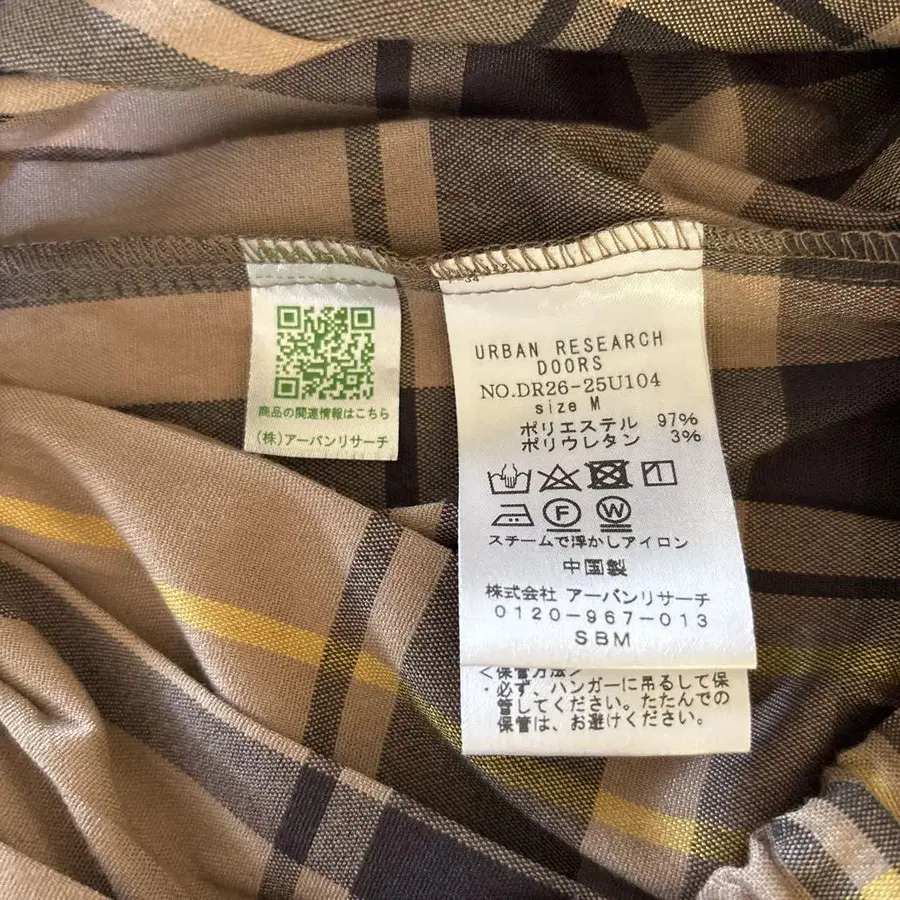 商品の関連情報はこちら
(株)アーバンリサーチ
URBAN RESEARCH
DOORS
NO.DR26-25U104
size M
ポリエステル 97%
ポリウレタン 3%
F W
スチームで浮かしアイロン
中国製
株式会社 アーバンリサーチ
0120-967-013
SBM
<保管方法>
・必ず、ハンガーに吊るして保
管してください。たたんでの
保管は、お避けください。